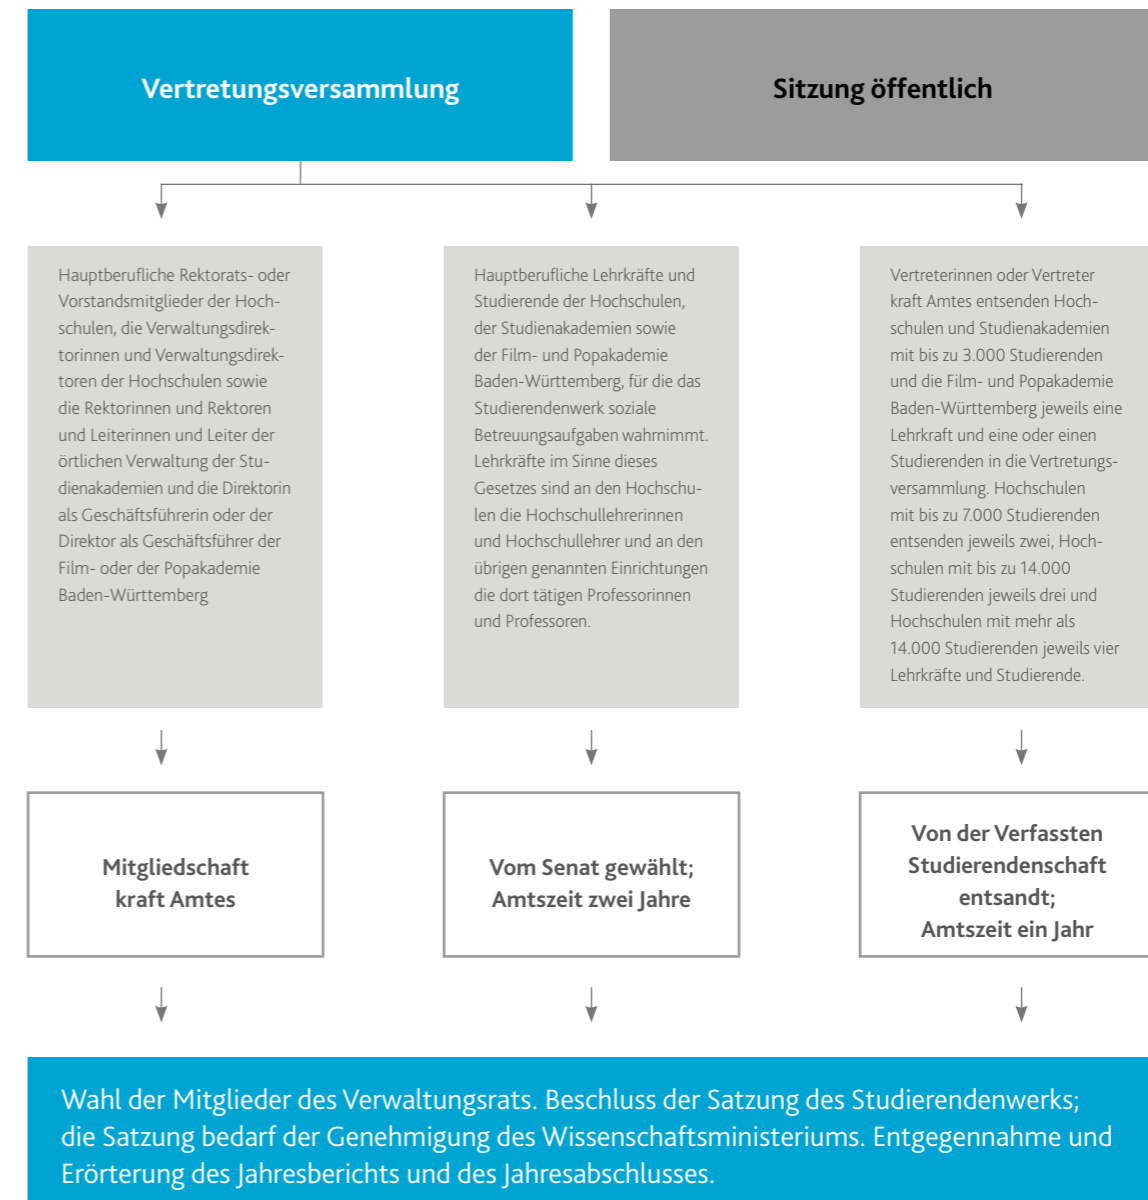 Vertretungsversammlung
Sitzung öffentlich
Hauptberufliche Rektorats- oder
Vorstandsmitglieder der Hoch-
schulen, die Verwaltungsdirek-
torinnen und Verwaltungsdirek-
toren der Hochschulen sowie
die Rektorinnen und Rektoren
und Leiterinnen und Leiter der
örtlichen Verwaltung der Stu-
dienakademien und die Direktorin
als Geschäftsführerin oder der
Direktor als Geschäftsführer der
Film- oder der Popakademie
Baden-Württemberg
Hauptberufliche Lehrkräfte und
Studierende der Hochschulen,
der Studienakademien sowie
der Film- und Popakademie
Baden-Württemberg, für die das
Studierendenwerk soziale
Betreuungsaufgaben wahrnimmt.
Lehrkräfte im Sinne dieses
Gesetzes sind an den Hochschu-
len die Hochschullehrerinnen
und Hochschullehrer und an den
übrigen genannten Einrichtungen
die dort tätigen Professorinnen
und Professoren.
Vertreterinnen oder Vertreter
kraft Amtes entsenden Hoch-
schulen und Studienakademien
mit bis zu 3.000 Studierenden
und die Film- und Popakademie
Baden-Württemberg jeweils eine
Lehrkraft und eine oder einen
Studierenden in die Vertretungs-
versammlung. Hochschulen
mit bis zu 7.000 Studierenden
entsenden jeweils zwei, Hoch-
schulen mit bis zu 14.000
Studierenden jeweils drei und
Hochschulen mit mehr als
14.000 Studierenden jeweils vier
Lehrkräfte und Studierende.
Mitgliedschaft
kraft Amtes
Vom Senat gewählt;
Amtszeit zwei Jahre
Von der Verfassten
Studierendenschaft
entsandt;
Amtszeit ein Jahr
Wahl der Mitglieder des Verwaltungsrats. Beschluss der Satzung des Studierendenwerks;
die Satzung bedarf der Genehmigung des Wissenschaftsministeriums. Entgegennahme und
Erörterung des Jahresberichts und des Jahresabschlusses.